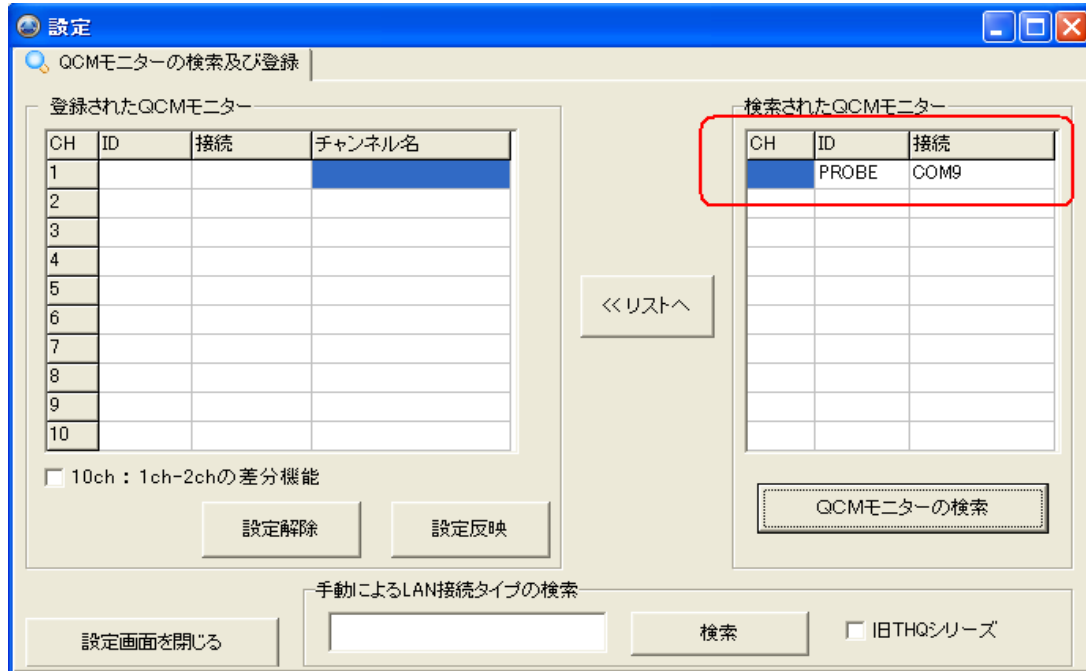 設定
QCMモニターの検索及び登録
登録されたQCMモニター
CH ID 接続 チャンネル名
1
2
3
4
5
6
7
8
9
10
10ch：1ch-2chの差分機能
設定解除 設定反映
<<リストへ
検索されたQCMモニター
CH ID 接続
PROBE COM9
QCMモニターの検索
設定画面を閉じる
手動によるLAN接続タイプの検索
検索
旧THQシリーズ